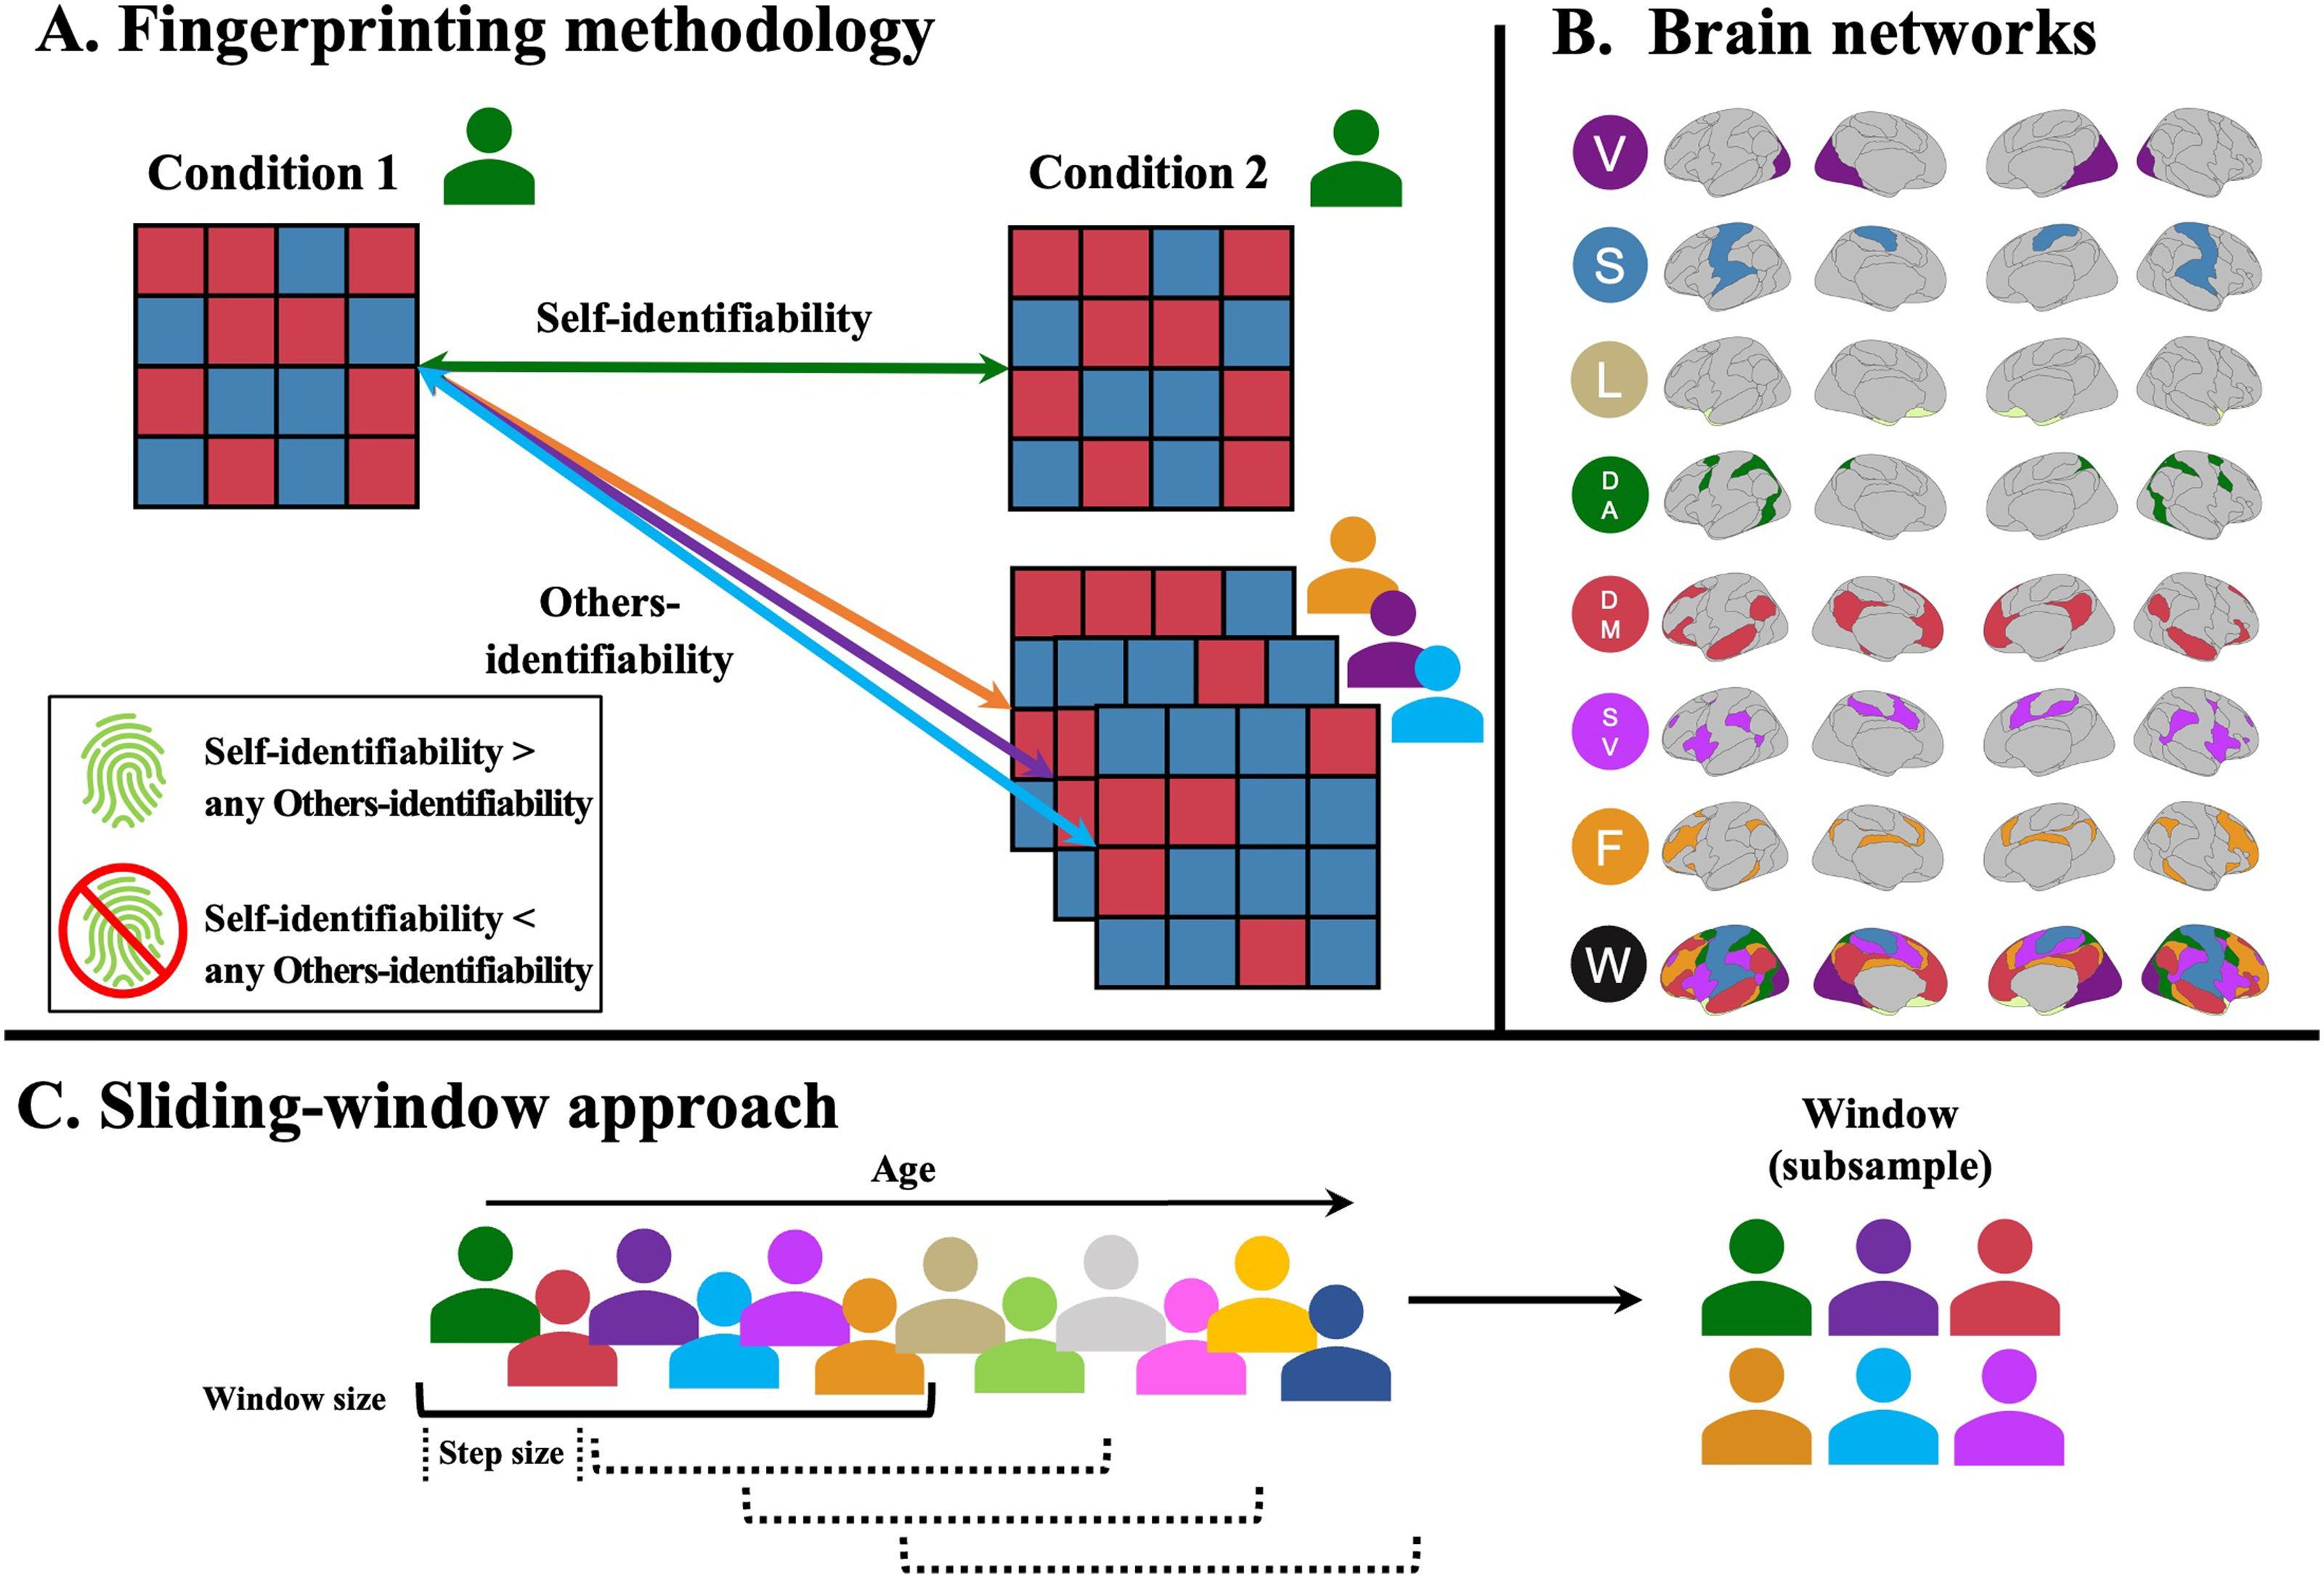 A. Fingerprinting methodology
Condition 1
Condition 2
Self-identifiability
Others-
identifiability
Self-identifiability >
any Others-identifiability
Self-identifiability <
any Others-identifiability
B. Brain networks
V
S
L
D
A
D
M
S
V
F
W
C. Sliding-window approach
Age
Window size
Step size
Window
(subsample)